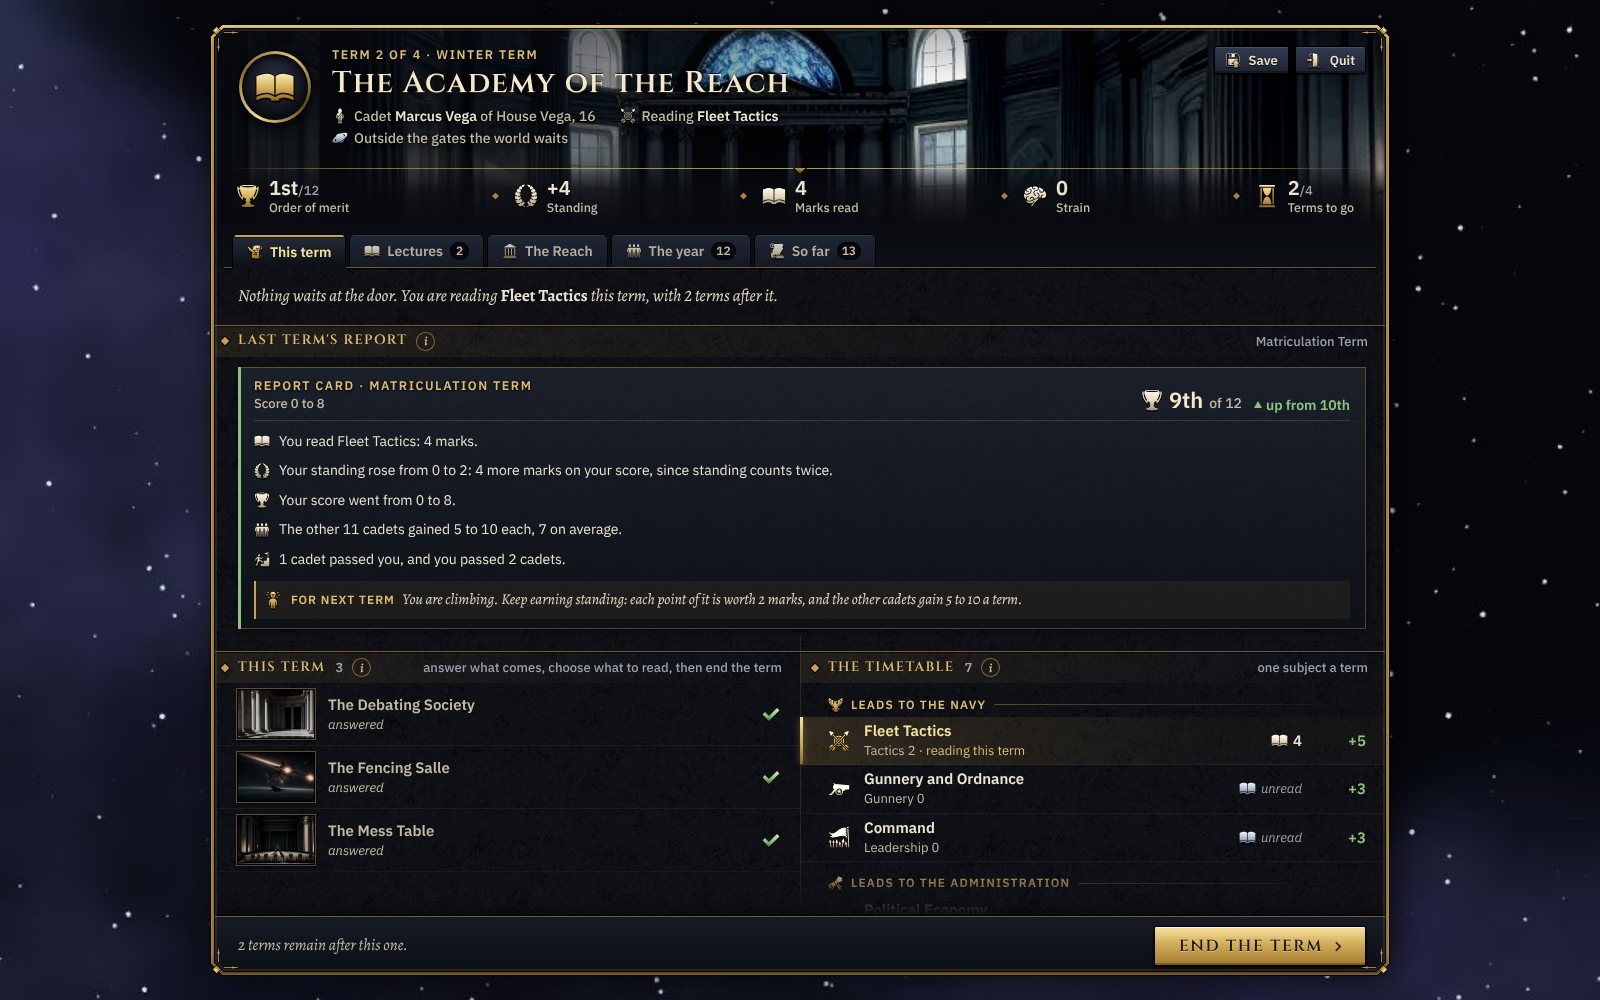 TERM 2 OF 4 · WINTER TERM
THE ACADEMY OF THE REACH
Cadet Marcus Vega of House Vega, 16
Reading Fleet Tactics
Outside the gates the world waits
Save
Quit
1st/12
Order of merit
+4
Standing
4
Marks read
0
Strain
2/4
Terms to go
This term
Lectures 2
The Reach
The year 12
So far 13
Nothing waits at the door. You are reading Fleet Tactics this term, with 2 terms after it.
LAST TERM'S REPORT i
Matriculation Term
REPORT CARD · MATRICULATION TERM
Score 0 to 8
9th of 12 ▲ up from 10th
You read Fleet Tactics: 4 marks.
Your standing rose from 0 to 2: 4 more marks on your score, since standing counts twice.
Your score went from 0 to 8.
The other 11 cadets gained 5 to 10 each, 7 on average.
1 cadet passed you, and you passed 2 cadets.
FOR NEXT TERM You are climbing. Keep earning standing: each point of it is worth 2 marks, and the other cadets gain 5 to 10 a term.
THIS TERM 3 i
answer what comes, choose what to read, then end the term
The Debating Society
answered
The Fencing Salle
answered
The Mess Table
answered
THE TIMETABLE 7 i
one subject a term
LEADS TO THE NAVY
Fleet Tactics
Tactics 2 · reading this term
4
+5
Gunnery and Ordnance
Gunnery 0
unread
+3
Command
Leadership 0
unread
+3
LEADS TO THE ADMINISTRATION
Political Economy
2 terms remain after this one.
END THE TERM ›